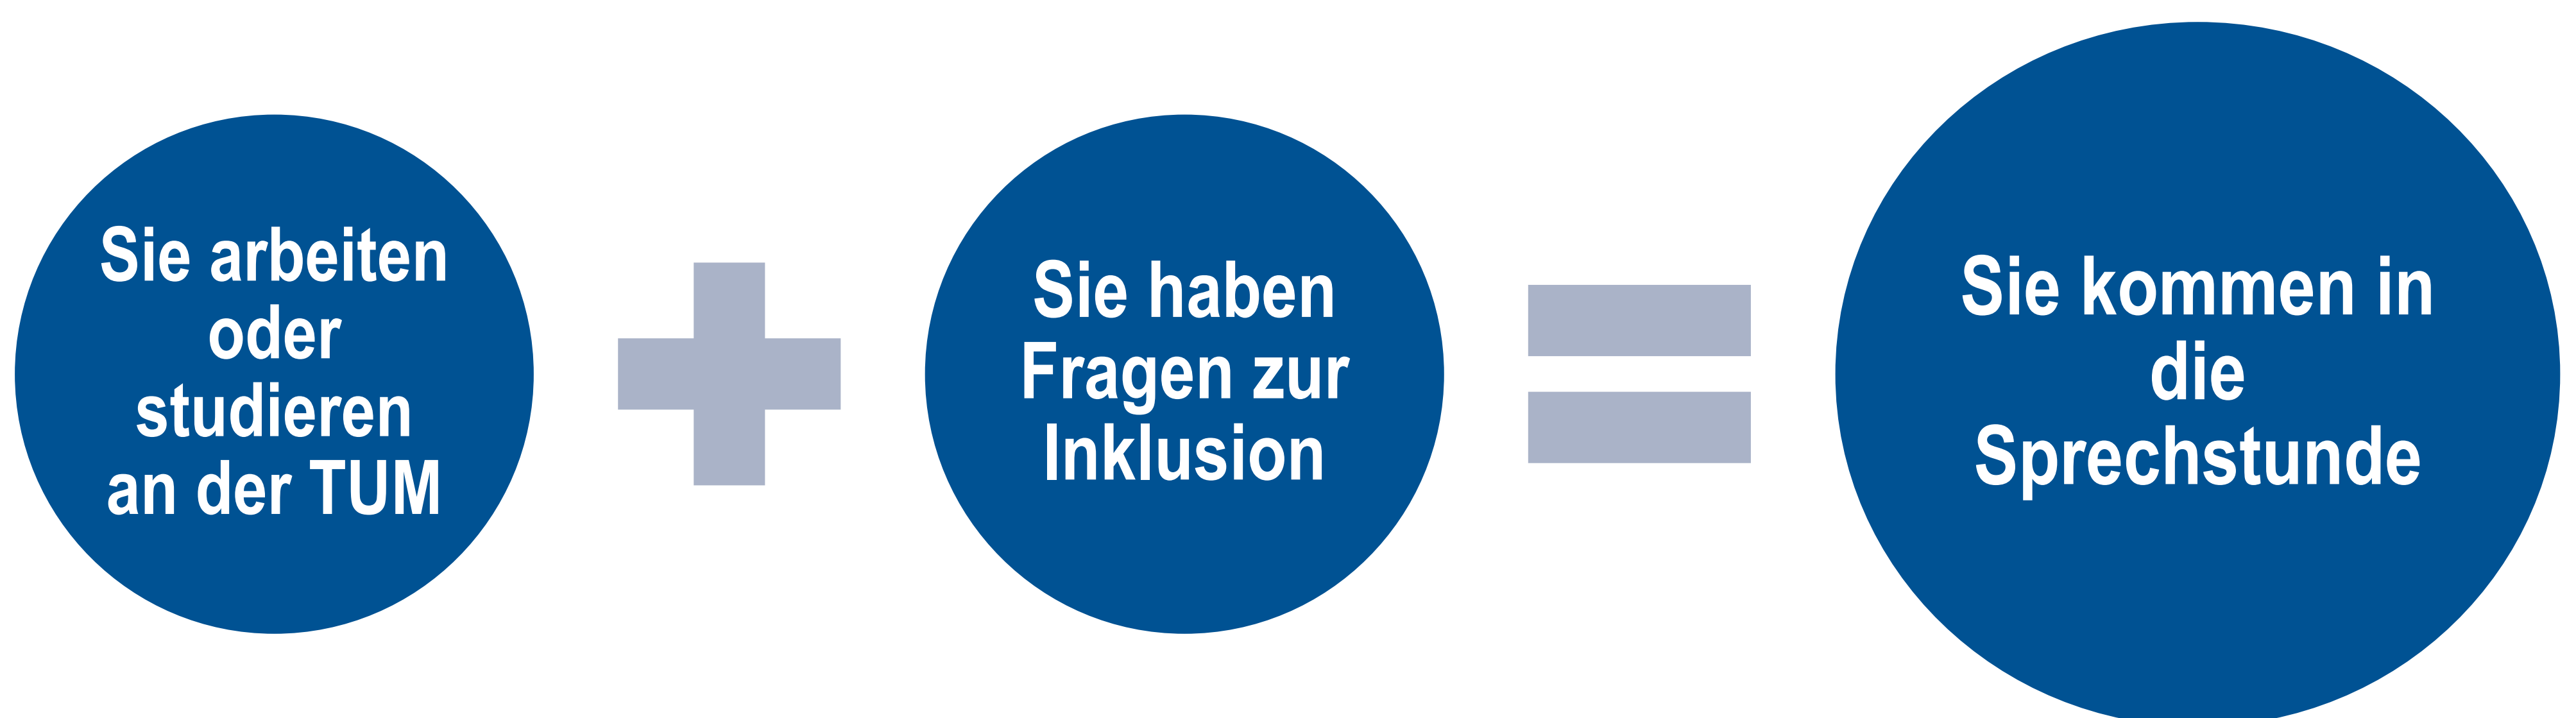 Sie arbeiten
oder
studieren
an der TUM
Sie haben
Fragen zur
Inklusion
Sie kommen in
die
Sprechstunde